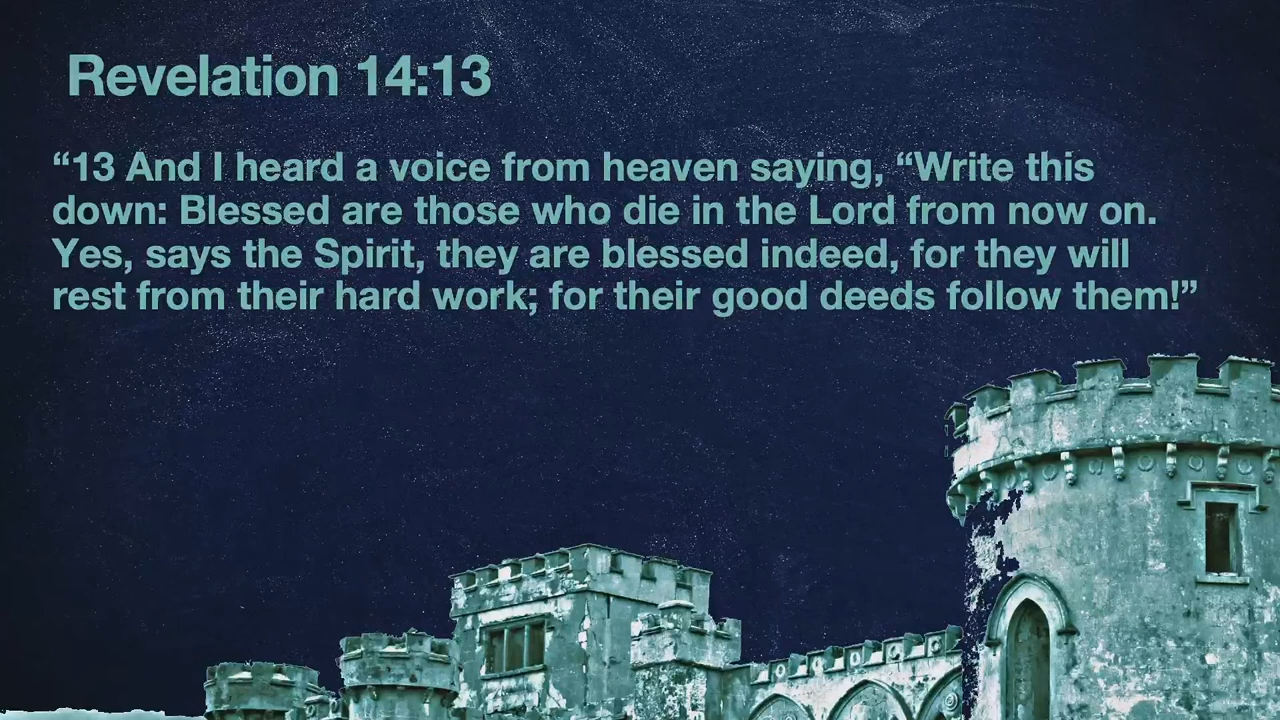 Revelation 14:13
“13 And I heard a voice from heaven saying, “Write this
down: Blessed are those who die in the Lord from now on.
Yes, says the Spirit, they are blessed indeed, for they will
rest from their hard work; for their good deeds follow them!”